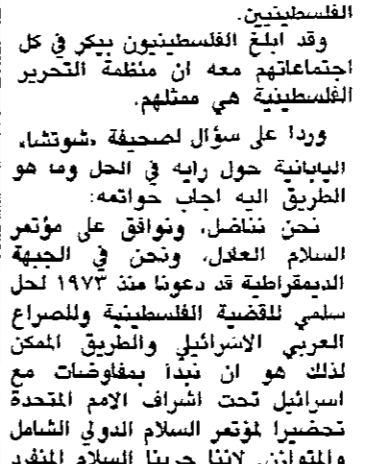 الفلسطينيين.
وقد ابلغ الفلسطينيون بيكر في كل
اجتماعاتهم معه ان منظمة التحرير
الفلسطينية هي ممثلهم.
وردا على سؤال لصحيفة «شوتشا»
اليابانية حول رايه في الحل وما هو
الطريق اليه اجاب حواتمه:
نحن نناضل، ونوافق على مؤتمر
السلام العادل، ونحن في الجبهة
الديمقراطية قد دعونا منذ ١٩٧٣ لحل
سلمي للقضية الفلسطينية وللصراع
العربي الاسرائيلي والطريق الممكن
لذلك هو ان نبدا بمفاوضات مع
اسرائيل تحت اشراف الامم المتحدة
تحضيرا لمؤتمر السلام الدولي الشامل
والمتوازن، لاننا جربنا السلام المنفرد